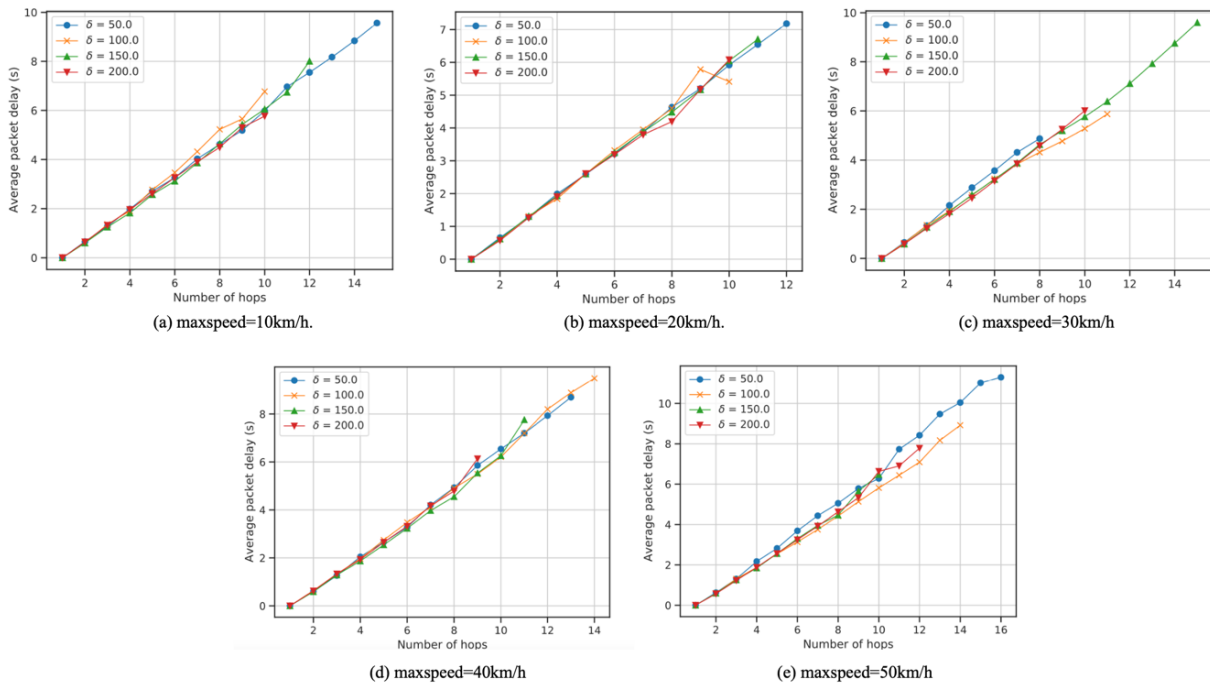 10
8
6
4
2
0
Average packet delay (s)
δ = 50.0
δ = 100.0
δ = 150.0
δ = 200.0
2 4 6 8 10 12 14
Number of hops
(a) maxspeed=10km/h.
7
6
5
4
3
2
1
0
Average packet delay (s)
δ = 50.0
δ = 100.0
δ = 150.0
δ = 200.0
2 4 6 8 10 12
Number of hops
(b) maxspeed=20km/h.
10
8
6
4
2
0
Average packet delay (s)
δ = 50.0
δ = 100.0
δ = 150.0
δ = 200.0
2 4 6 8 10 12 14
Number of hops
(c) maxspeed=30km/h
8
6
4
2
0
Average packet delay (s)
δ = 50.0
δ = 100.0
δ = 150.0
δ = 200.0
2 4 6 8 10 12 14
Number of hops
(d) maxspeed=40km/h
10
8
6
4
2
0
Average packet delay (s)
δ = 50.0
δ = 100.0
δ = 150.0
δ = 200.0
2 4 6 8 10 12 14 16
Number of hops
(e) maxspeed=50km/h